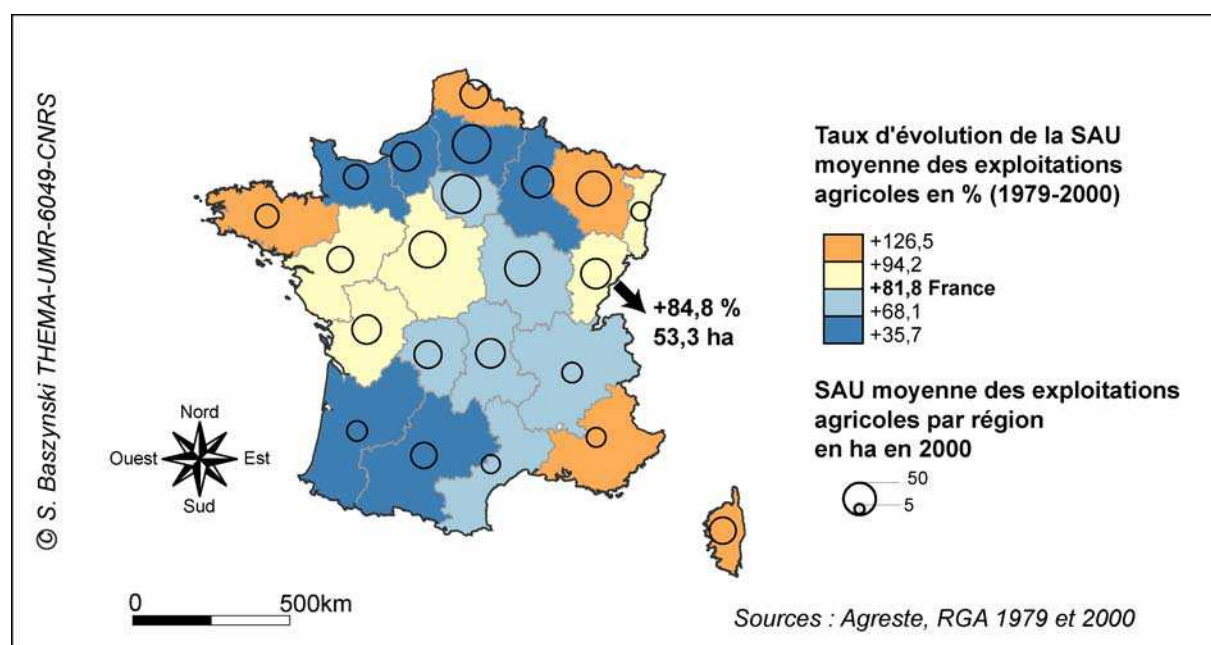 © S. Baszynski THEMA-UMR-6049-CNRS
Taux d'évolution de la SAU
moyenne des exploitations
agricoles en % (1979-2000)
+126,5
+94,2
+81,8 France
+68,1
+35,7
+84,8 %
53,3 ha
SAU moyenne des exploitations
agricoles par région
en ha en 2000
50
5
Nord
Ouest
Est
Sud
0
500km
Sources : Agreste, RGA 1979 et 2000